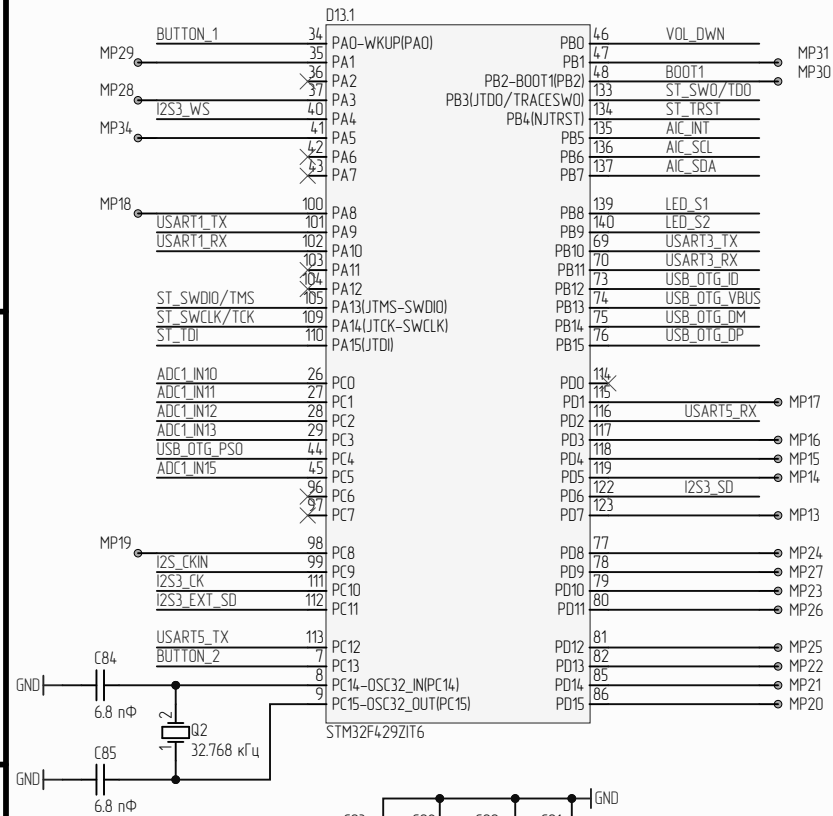 D13.1
BUTTON_1 34 PA0-WKUP(PA0) PB0 46 VOL_DWN
MP29 35 PA1 PB1 47 MP31
36 PA2 PB2-BOOT1(PB2) 48 BOOT1 MP30
MP28 37 PA3 PB3(JTDO/TRACESWO) 133 ST_SWO/TDO
I2S3_WS 40 PA4 PB4(NJTRST) 134 ST_TRST
MP34 41 PA5 PB5 135 AIC_INT
42 PA6 PB6 136 AIC_SCL
43 PA7 PB7 137 AIC_SDA
MP18 100 PA8 PB8 139 LED_S1
USART1_TX 101 PA9 PB9 140 LED_S2
USART1_RX 102 PA10 PB10 69 USART3_TX
103 PA11 PB11 70 USART3_RX
104 PA12 PB12 73 USB_OTG_ID
ST_SWDIO/TMS 105 PA13(JTMS-SWDIO) PB13 74 USB_OTG_VBUS
ST_SWCLK/TCK 109 PA14(JTCK-SWCLK) PB14 75 USB_OTG_DM
ST_TDI 110 PA15(JTDI) PB15 76 USB_OTG_DP
ADC1_IN10 26 PC0 PD0 114
ADC1_IN11 27 PC1 PD1 115 MP17
ADC1_IN12 28 PC2 PD2 116 USART5_RX
ADC1_IN13 29 PC3 PD3 117 MP16
USB_OTG_PSO 44 PC4 PD4 118 MP15
ADC1_IN15 45 PC5 PD5 119 MP14
96 PC6 PD6 122 I2S3_SD
97 PC7 PD7 123 MP13
MP19 98 PC8 PD8 77 MP24
I2S_CKIN 99 PC9 PD9 78 MP27
I2S3_CK 111 PC10 PD10 79 MP23
I2S3_EXT_SD 112 PC11 PD11 80 MP26
USART5_TX 113 PC12 PD12 81 MP25
BUTTON_2 7 PC13 PD13 82 MP22
8 PC14-OSC32_IN(PC14) PD14 85 MP21
9 PC15-OSC32_OUT(PC15) PD15 86 MP20
STM32F429ZIT6
C84
GND
6.8 пФ
2
Q2
1
32.768 кГц
C85
GND
6.8 пФ
GND